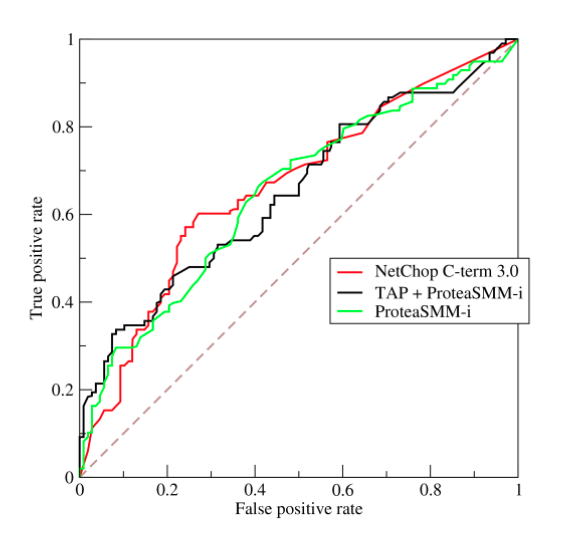 1
0.8
0.6
0.4
0.2
0
True positive rate
NetChop C-term 3.0
TAP + ProteaSMM-i
ProteaSMM-i
0 0.2 0.4 0.6 0.8 1
False positive rate